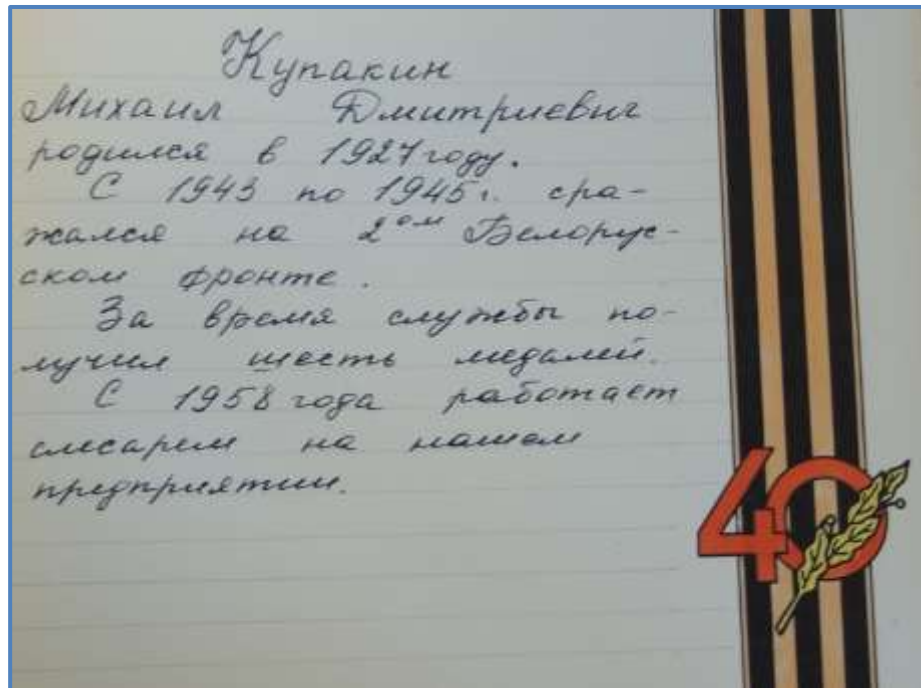 Купакин
Михаил Дмитриевич
родился в 1927 году.
С 1943 по 1945 г. сра-
жался на 2ом Белорус-
ском фронте.
За время службы по-
лучил шесть медалей.
С 1958 года работает
слесарем на нашем
предприятии.
40